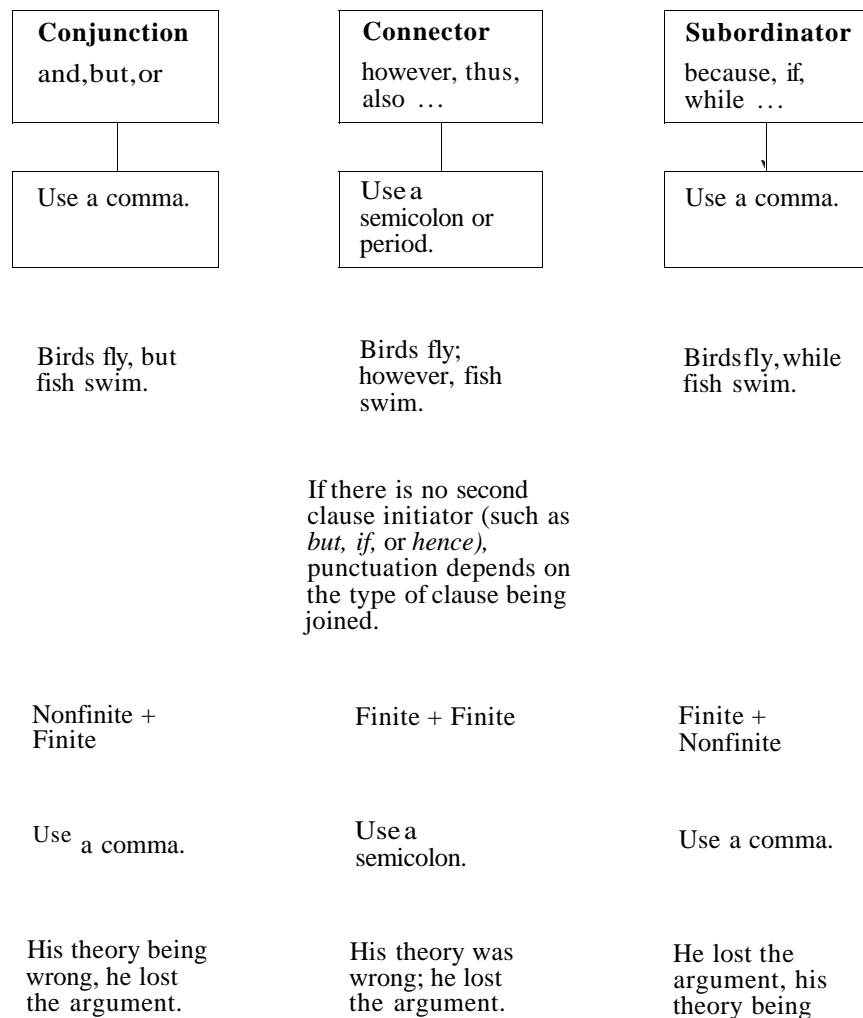 Conjunction
and,but,or
Connector
however, thus,
also …
Subordinator
because, if,
while …
Use a comma.
Use a
semicolon or
period.
Use a comma.
Birds fly, but
fish swim.
Birds fly;
however, fish
swim.
Birds fly, while
fish swim.
If there is no second
clause initiator (such as
but, if, or hence),
punctuation depends on
the type of clause being
joined.
Nonfinite +
Finite
Finite + Finite
Finite +
Nonfinite
Use a comma.
Use a
semicolon.
Use a comma.
His theory being
wrong, he lost
the argument.
His theory was
wrong; he lost
the argument.
He lost the
argument, his
theory being